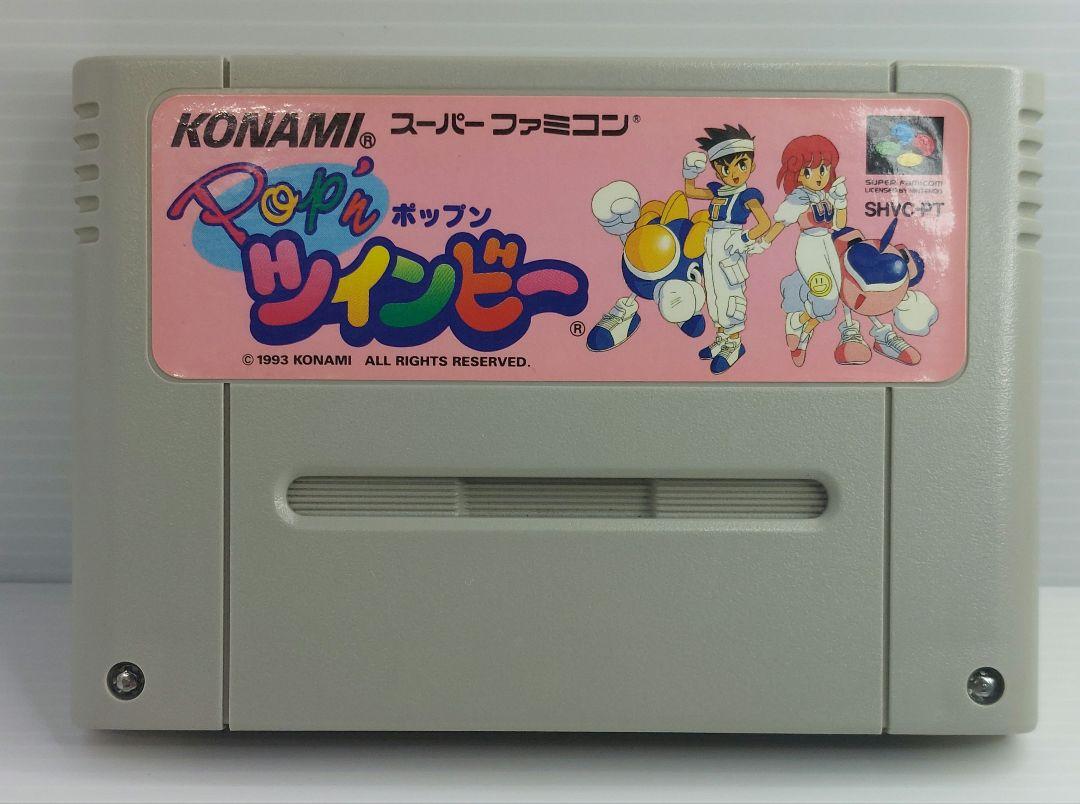 KONAMI®
スーパーファミコン®
Pop'n
ポップン
ツインビー®
© 1993 KONAMI ALL RIGHTS RESERVED.
T
W
SUPER FAMICOM
LICENSED BY NINTENDO
SHVC-PT